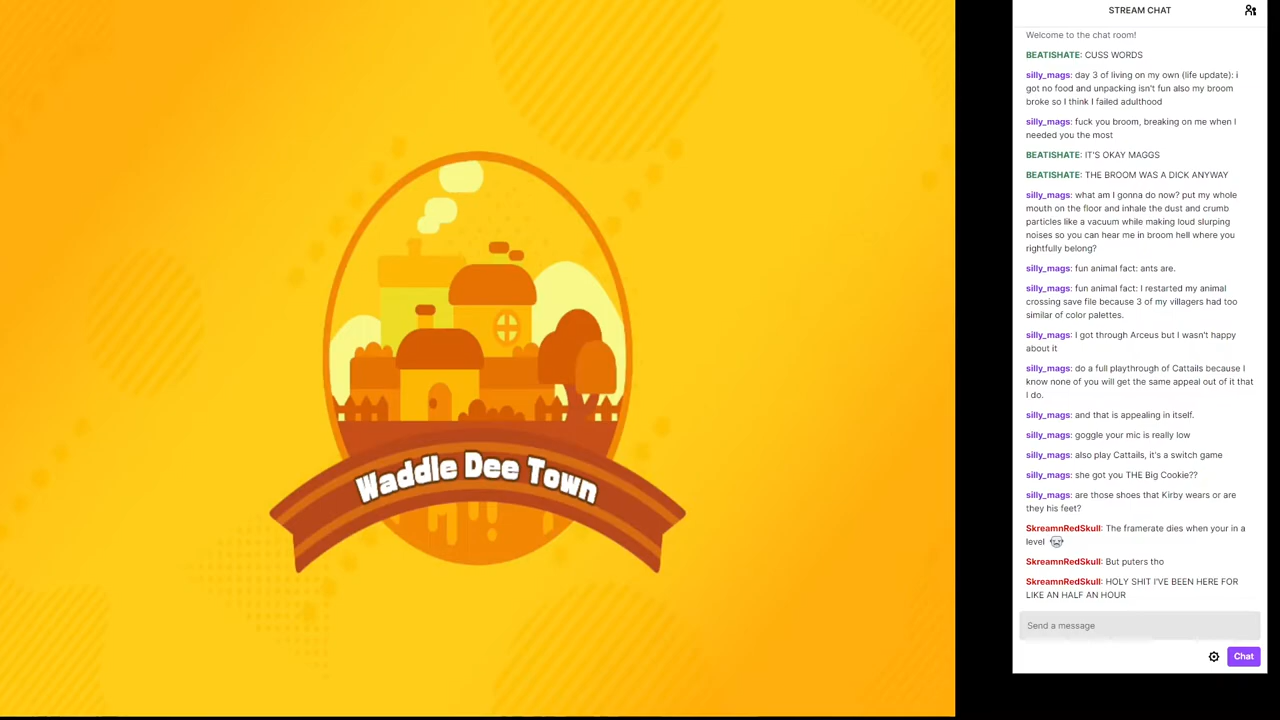 Waddle Dee Town
STREAM CHAT
Welcome to the chat room!
BEATISHATE: CUSS WORDS
silly_mags: day 3 of living on my own (life update): i
got no food and unpacking isn't fun also my broom
broke so I think I failed adulthood
silly_mags: fuck you broom, breaking on me when I
needed you the most
BEATISHATE: IT'S OKAY MAGGS
BEATISHATE: THE BROOM WAS A DICK ANYWAY
silly_mags: what am I gonna do now? put my whole
mouth on the floor and inhale the dust and crumb
particles like a vacuum while making loud slurping
noises so you can hear me in broom hell where you
rightfully belong?
silly_mags: fun animal fact: ants are.
silly_mags: fun animal fact: I restarted my animal
crossing save file because 3 of my villagers had too
similar of color palettes.
silly_mags: I got through Arceus but I wasn't happy
about it
silly_mags: do a full playthrough of Cattails because I
know none of you will get the same appeal out of it that
I do.
silly_mags: and that is appealing in itself.
silly_mags: goggle your mic is really low
silly_mags: also play Cattails, it's a switch game
silly_mags: she got you THE Big Cookie??
silly_mags: are those shoes that Kirby wears or are
they his feet?
SkreamnRedSkull: The framerate dies when your in a
level
SkreamnRedSkull: But puters tho
SkreamnRedSkull: HOLY SHIT I'VE BEEN HERE FOR
LIKE AN HALF AN HOUR
Send a message
Chat